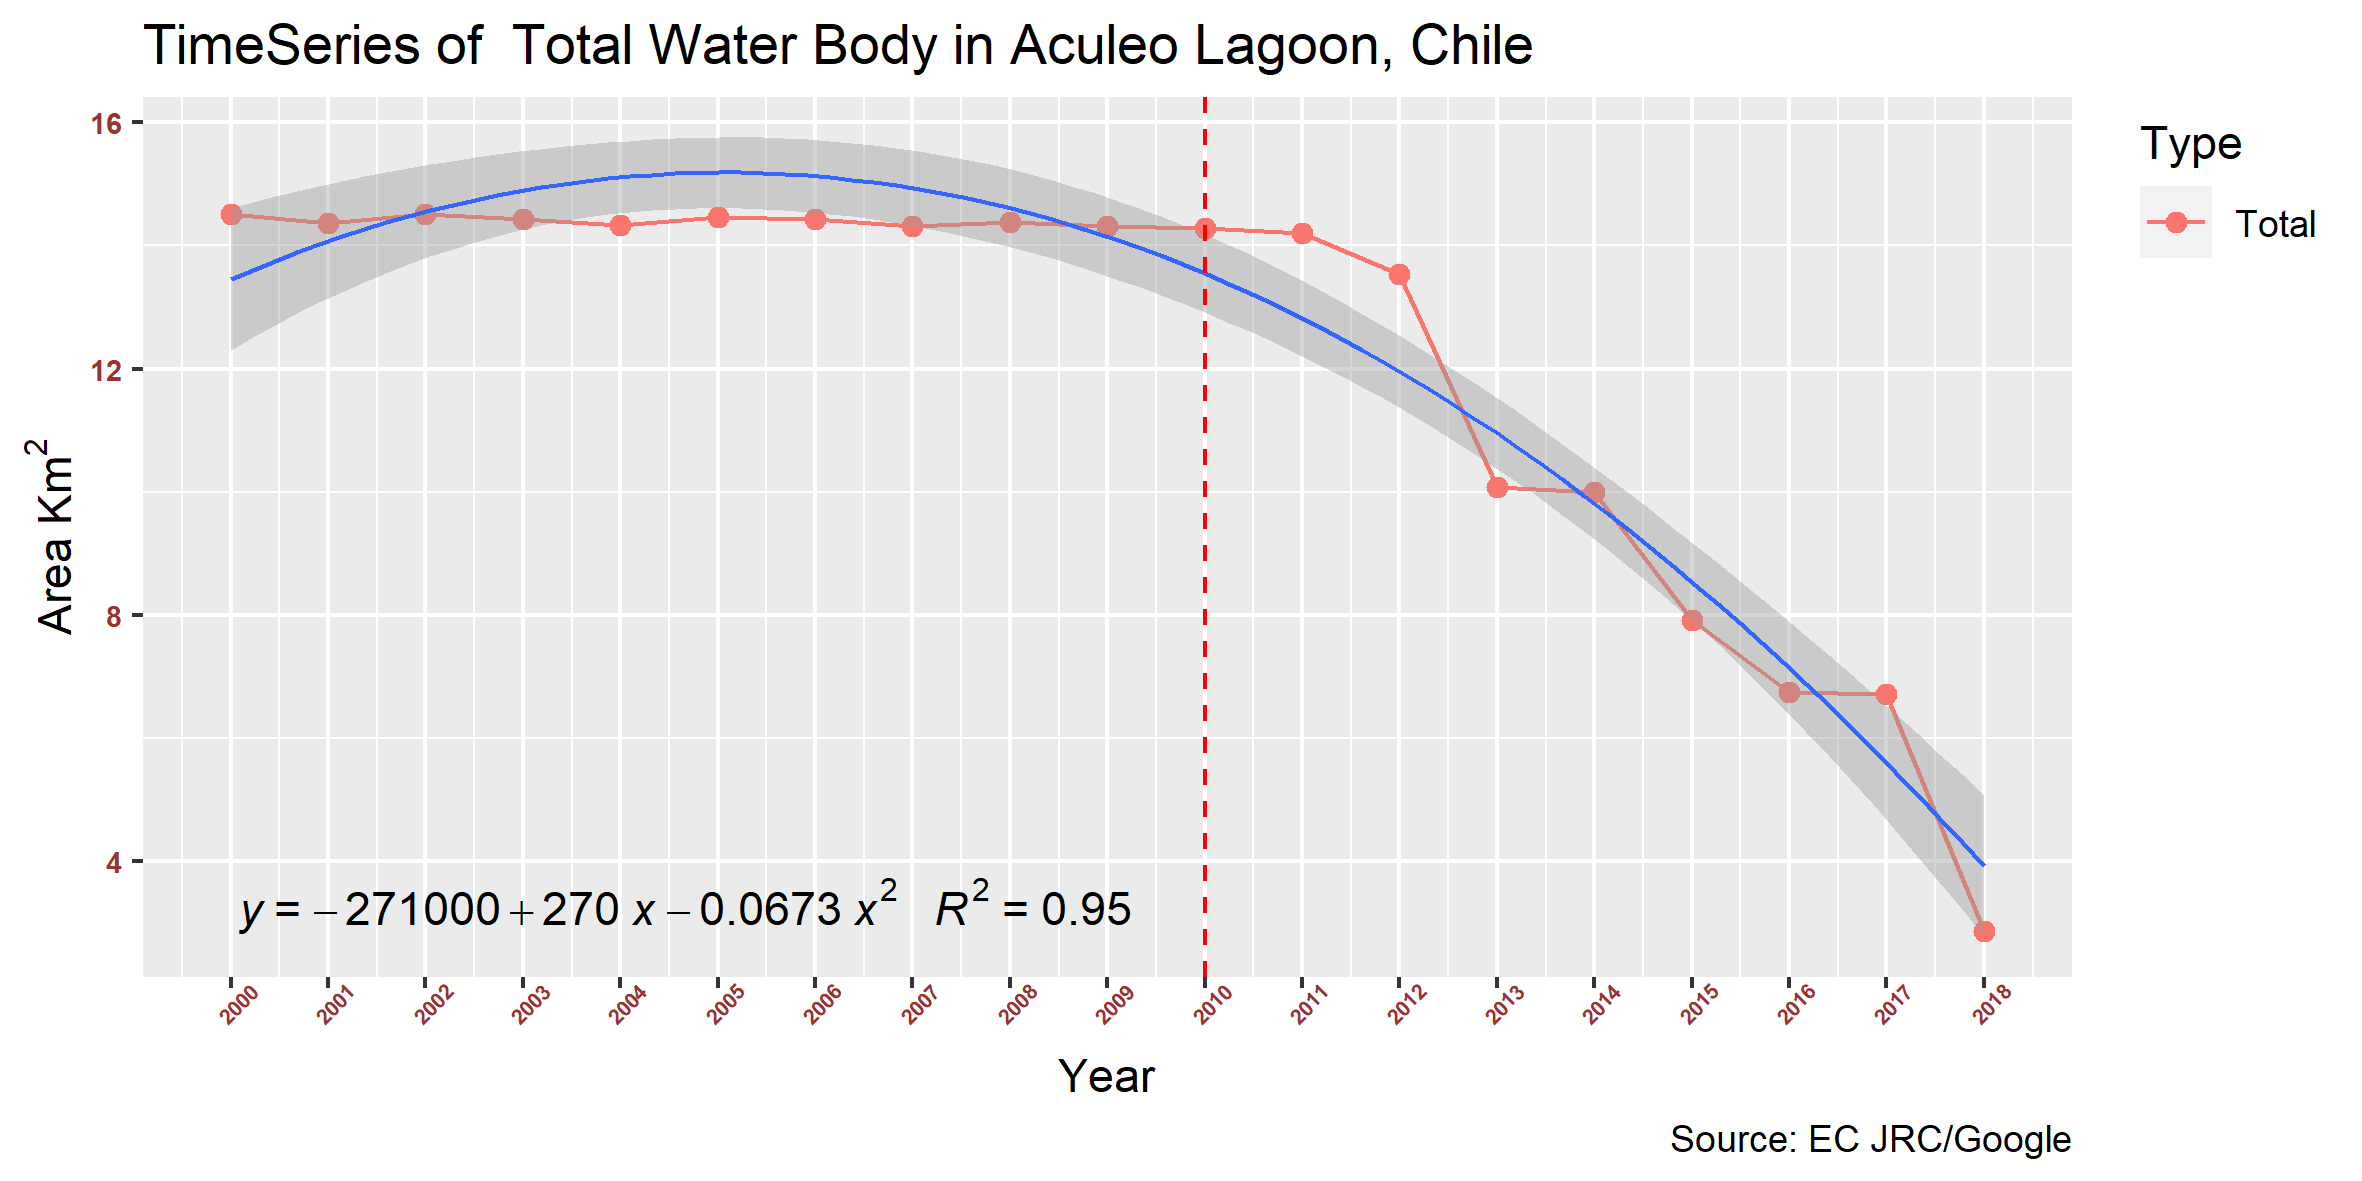 TimeSeries of  Total Water Body in Aculeo Lagoon, Chile
Area Km²
16
12
8
4
y = −271000 + 270 x − 0.0673 x²   R² = 0.95
2000 2001 2002 2003 2004 2005 2006 2007 2008 2009 2010 2011 2012 2013 2014 2015 2016 2017 2018
Year
Type
Total
Source: EC JRC/Google